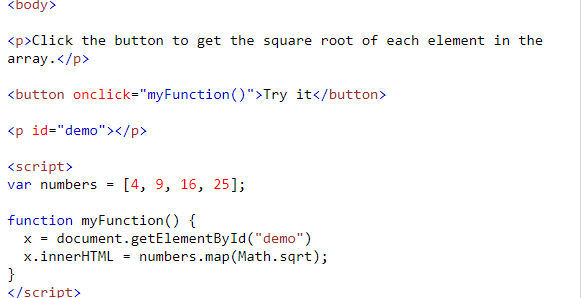 <body>
<p>Click the button to get the square root of each element in the
array.</p>
<button onclick="myFunction()">Try it</button>
<p id="demo"></p>
<script>
var numbers = [4, 9, 16, 25];
function myFunction() {
  x = document.getElementById("demo")
  x.innerHTML = numbers.map(Math.sqrt);
}
</script>